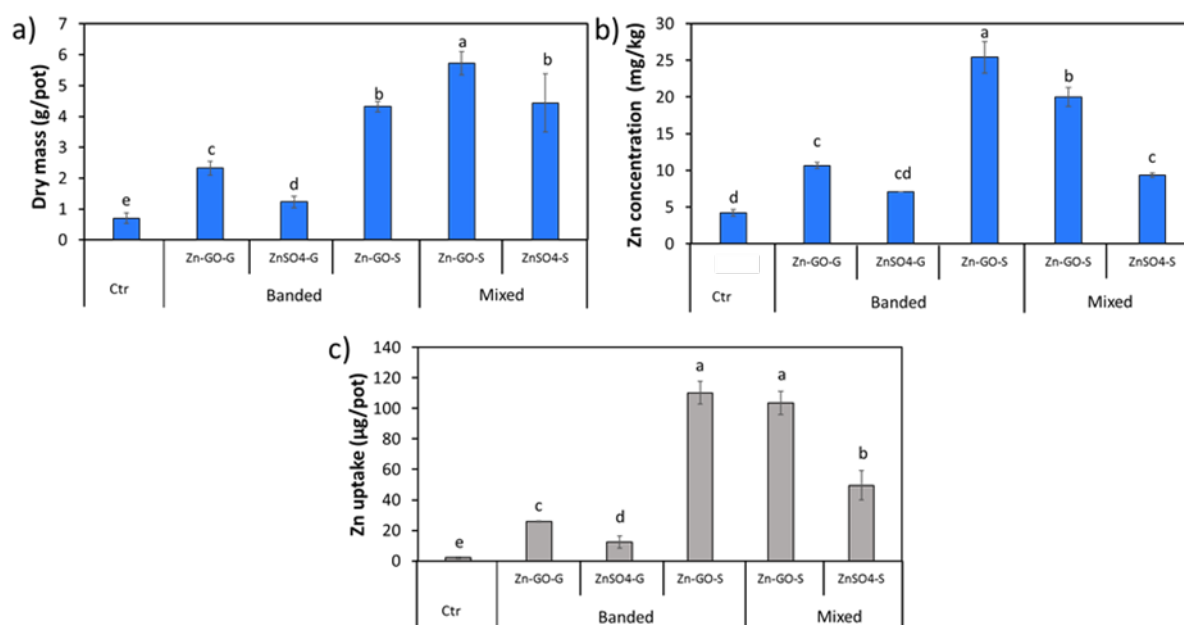 a)
Dry mass (g/pot)
7
6
5
4
3
2
1
0
e
c
d
b
a
b
Zn-GO-G ZnSO4-G Zn-GO-S Zn-GO-S ZnSO4-S
Ctr Banded Mixed
b)
Zn concentration (mg/kg)
30
25
20
15
10
5
0
d
c
cd
a
b
c
Zn-GO-G ZnSO4-G Zn-GO-S Zn-GO-S ZnSO4-S
Ctr Banded Mixed
c)
Zn uptake (µg/pot)
140
120
100
80
60
40
20
0
e
c
d
a
a
b
Zn-GO-G ZnSO4-G Zn-GO-S Zn-GO-S ZnSO4-S
Ctr Banded Mixed